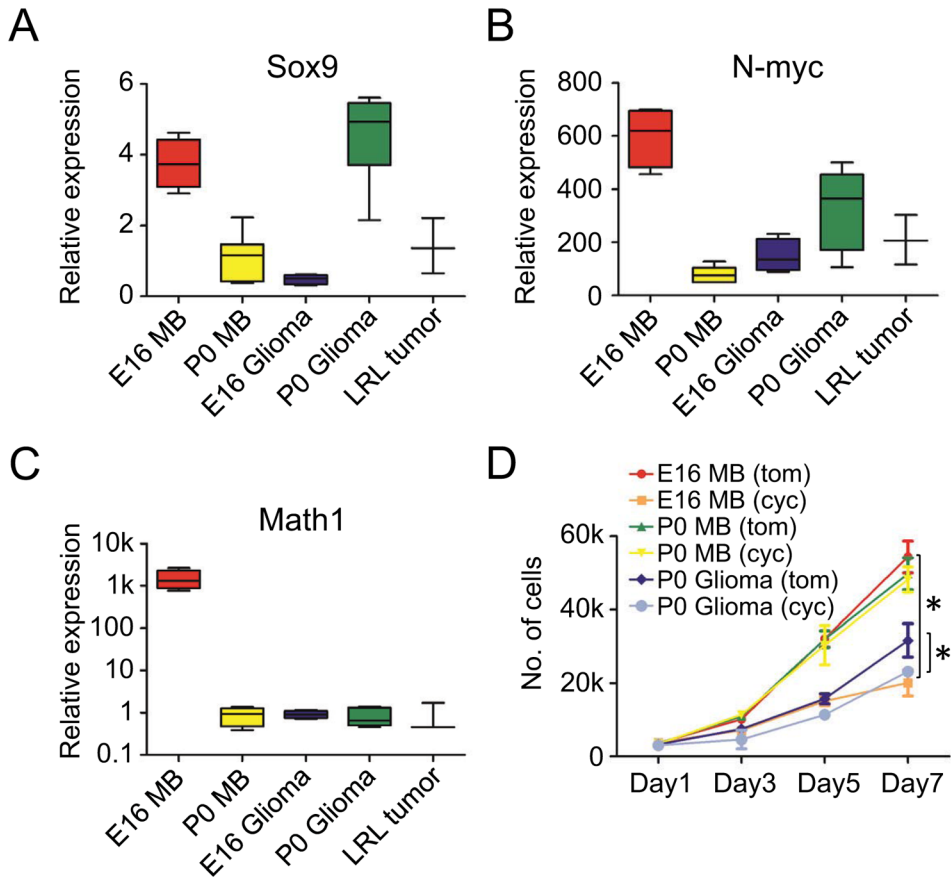 A
Sox9
Relative expression
6
4
2
0
E16 MB
P0 MB
E16 Glioma
P0 Glioma
LRL tumor
B
N-myc
Relative expression
800
600
400
200
0
E16 MB
P0 MB
E16 Glioma
P0 Glioma
LRL tumor
C
Math1
Relative expression
10k
1k
100
10
1
0.1
E16 MB
P0 MB
E16 Glioma
P0 Glioma
LRL tumor
D
E16 MB (tom)
E16 MB (cyc)
P0 MB (tom)
P0 MB (cyc)
P0 Glioma (tom)
P0 Glioma (cyc)
No. of cells
60k
40k
20k
0
*
*
Day1 Day3 Day5 Day7